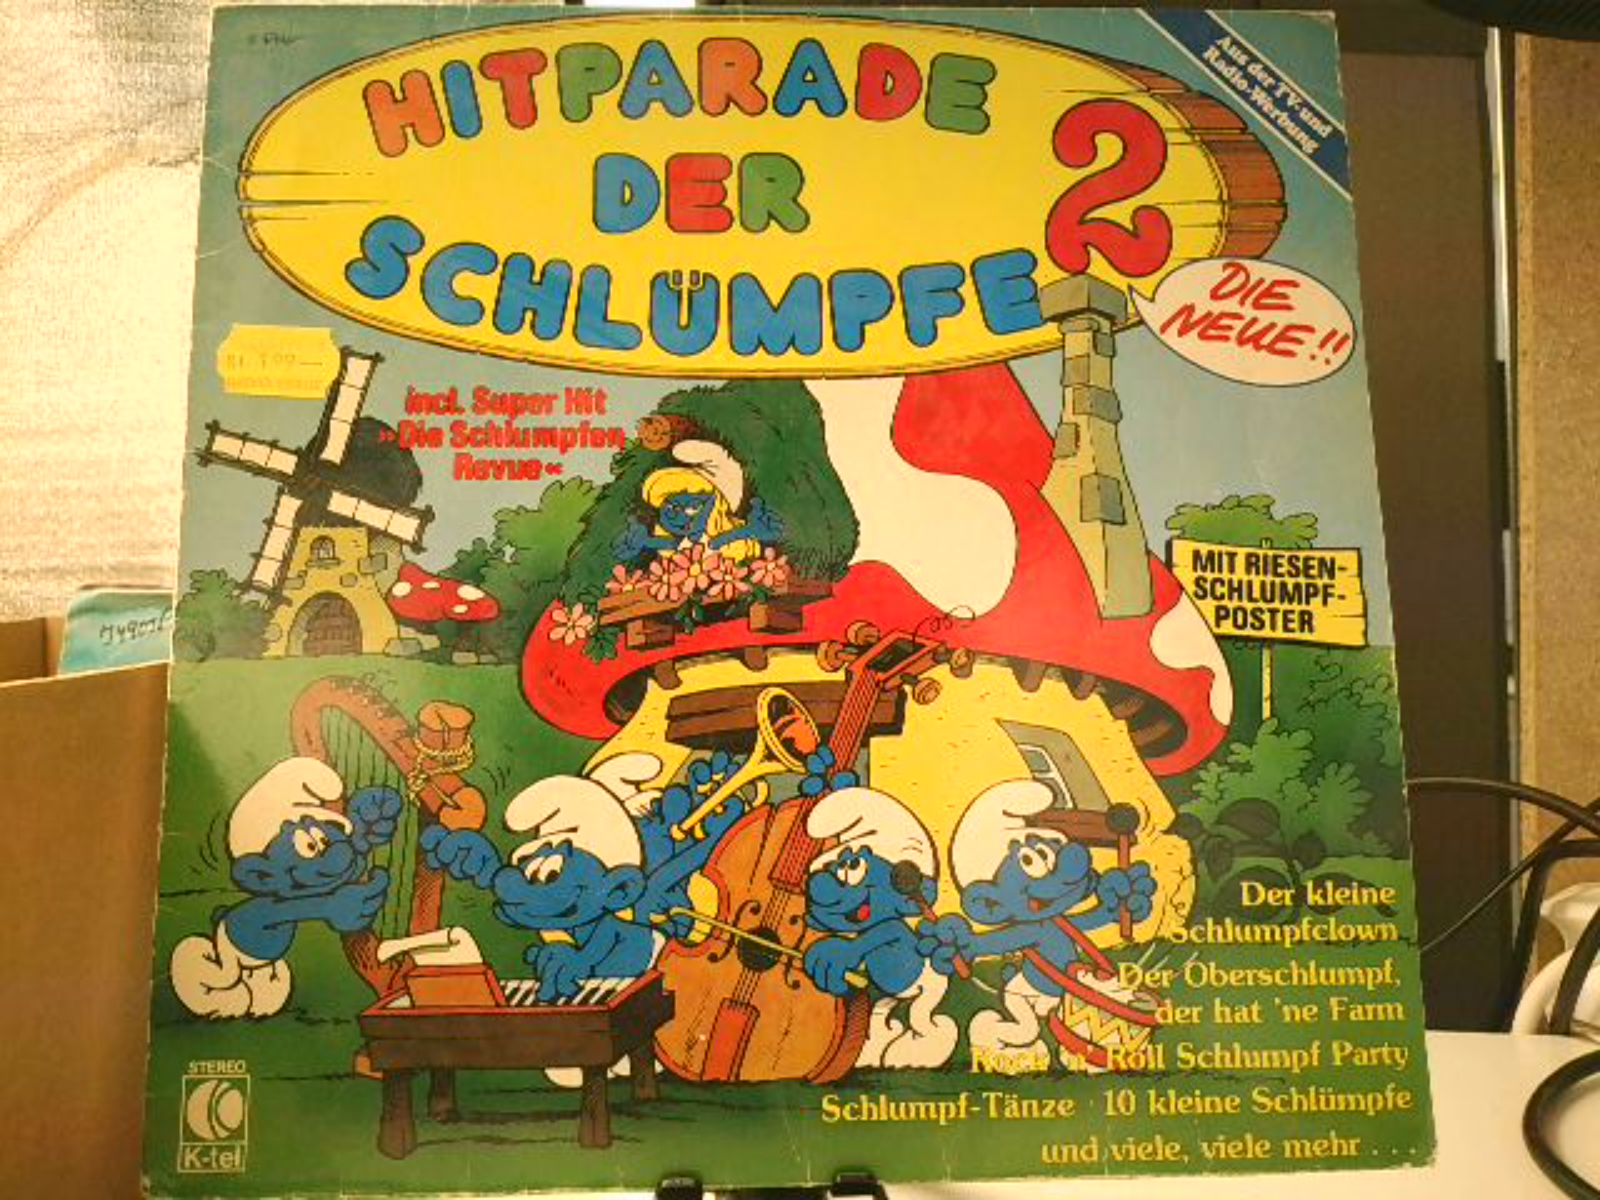 HITPARADE
DER
SCHLÜMPFE 2
Aus der TV-und
Radio-Werbung
DIE
NEUE!!
incl. Super Hit
»Die Schlumpfen
Revue«
MIT RIESEN-
SCHLUMPF-
POSTER
Der kleine
Schlumpfclown
Der Oberschlumpf,
der hat 'ne Farm
Rock 'n' Roll Schlumpf Party
Schlumpf-Tänze · 10 kleine Schlümpfe
und viele, viele mehr . . .
STEREO
K-tel